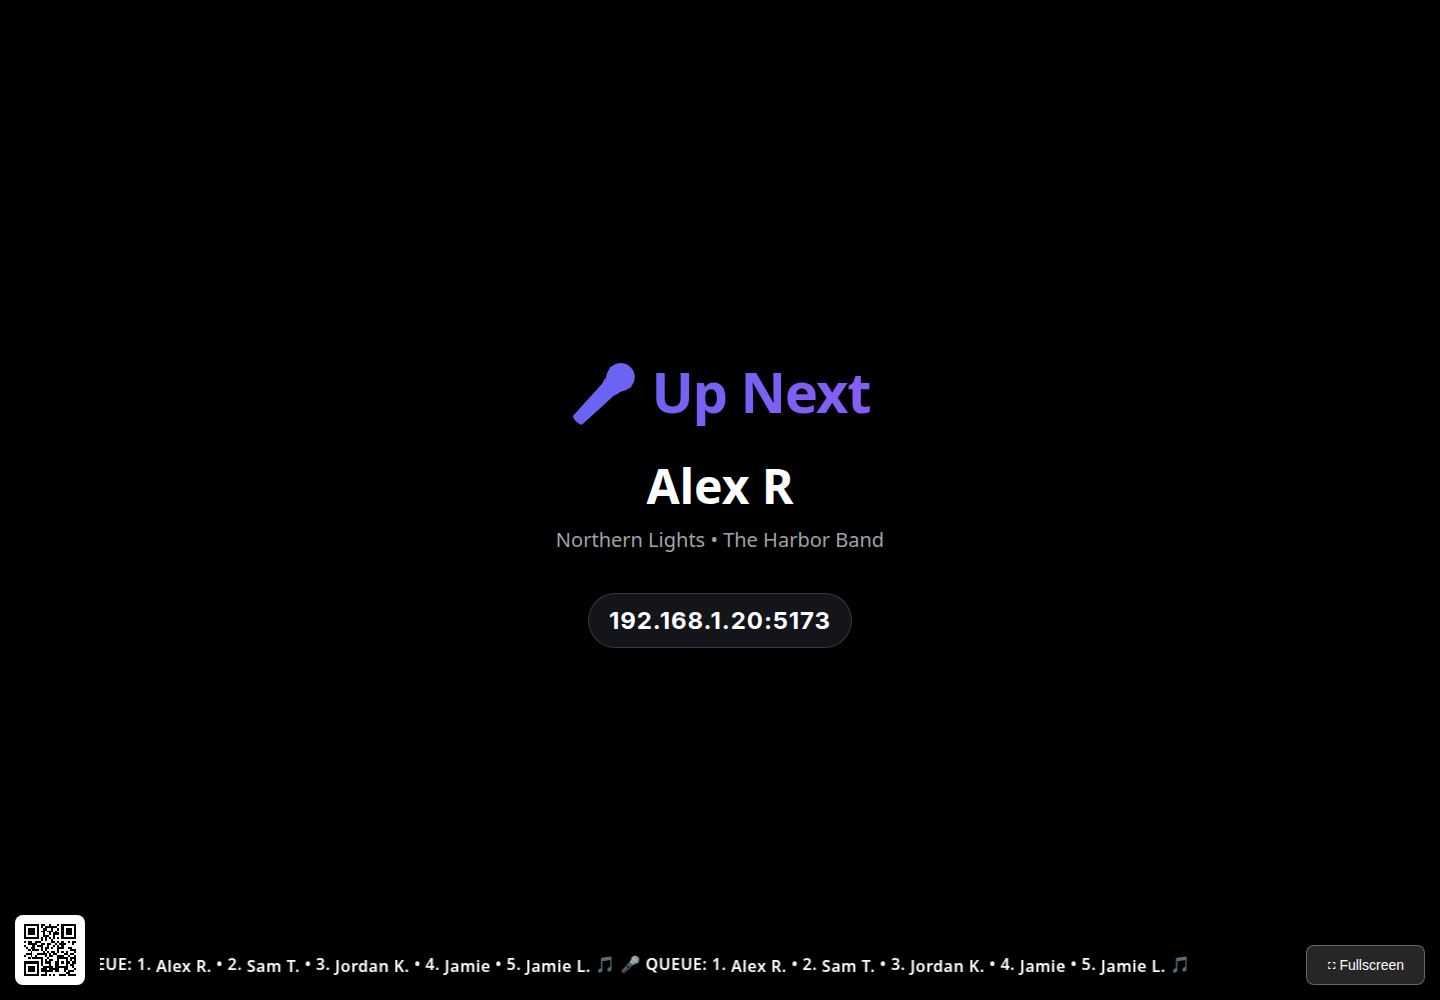 🎤 Up Next
Alex R
Northern Lights • The Harbor Band
192.168.1.20:5173
EUE: 1. Alex R. • 2. Sam T. • 3. Jordan K. • 4. Jamie • 5. Jamie L. 🎵 🎤 QUEUE: 1. Alex R. • 2. Sam T. • 3. Jordan K. • 4. Jamie • 5. Jamie L. 🎵
Fullscreen